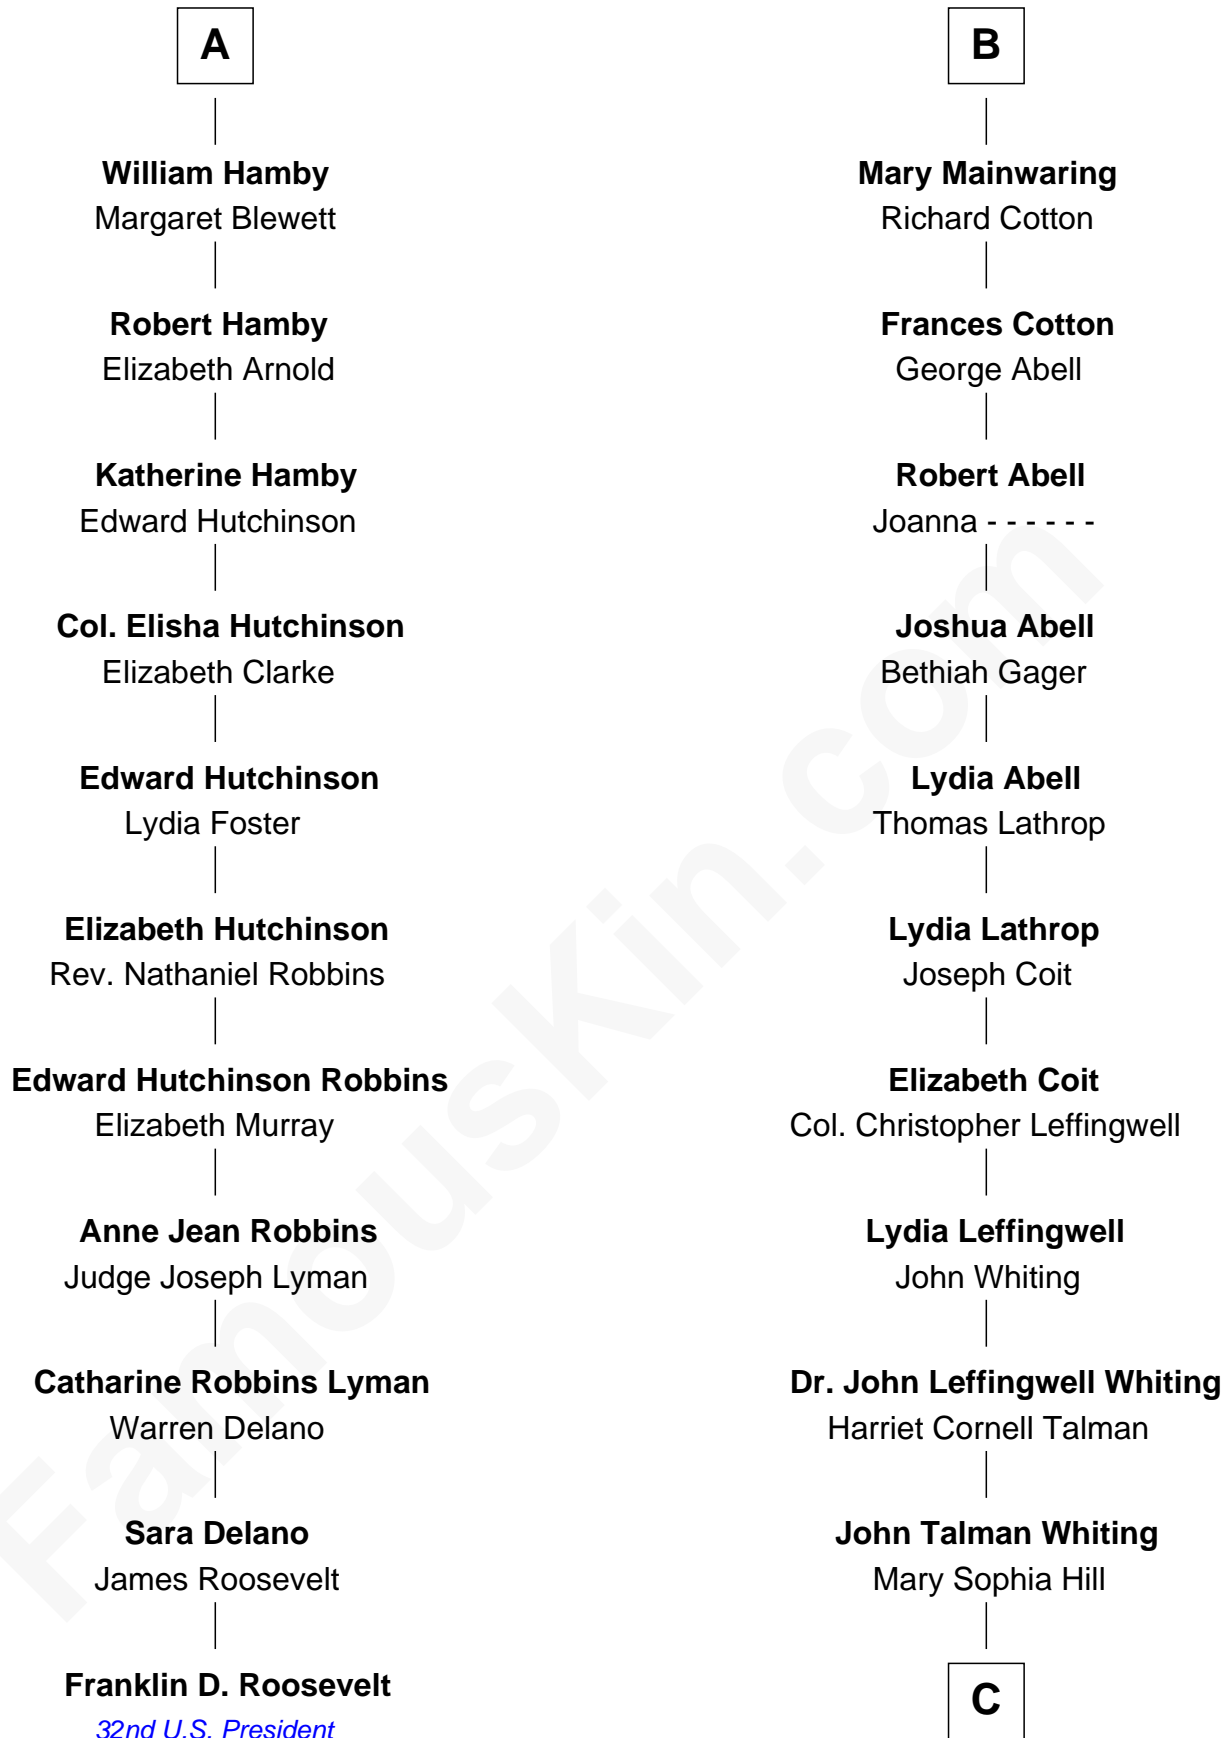 A
William Hamby
Margaret Blewett
Robert Hamby
Elizabeth Arnold
Katherine Hamby
Edward Hutchinson
Col. Elisha Hutchinson
Elizabeth Clarke
Edward Hutchinson
Lydia Foster
Elizabeth Hutchinson
Rev. Nathaniel Robbins
Edward Hutchinson Robbins
Elizabeth Murray
Anne Jean Robbins
Judge Joseph Lyman
Catharine Robbins Lyman
Warren Delano
Sara Delano
James Roosevelt
Franklin D. Roosevelt
32nd U.S. President
B
Mary Mainwaring
Richard Cotton
Frances Cotton
George Abell
Robert Abell
Joanna - - - - - -
Joshua Abell
Bethiah Gager
Lydia Abell
Thomas Lathrop
Lydia Lathrop
Joseph Coit
Elizabeth Coit
Col. Christopher Leffingwell
Lydia Leffingwell
John Whiting
Dr. John Leffingwell Whiting
Harriet Cornell Talman
John Talman Whiting
Mary Sophia Hill
C
FamousKin.com